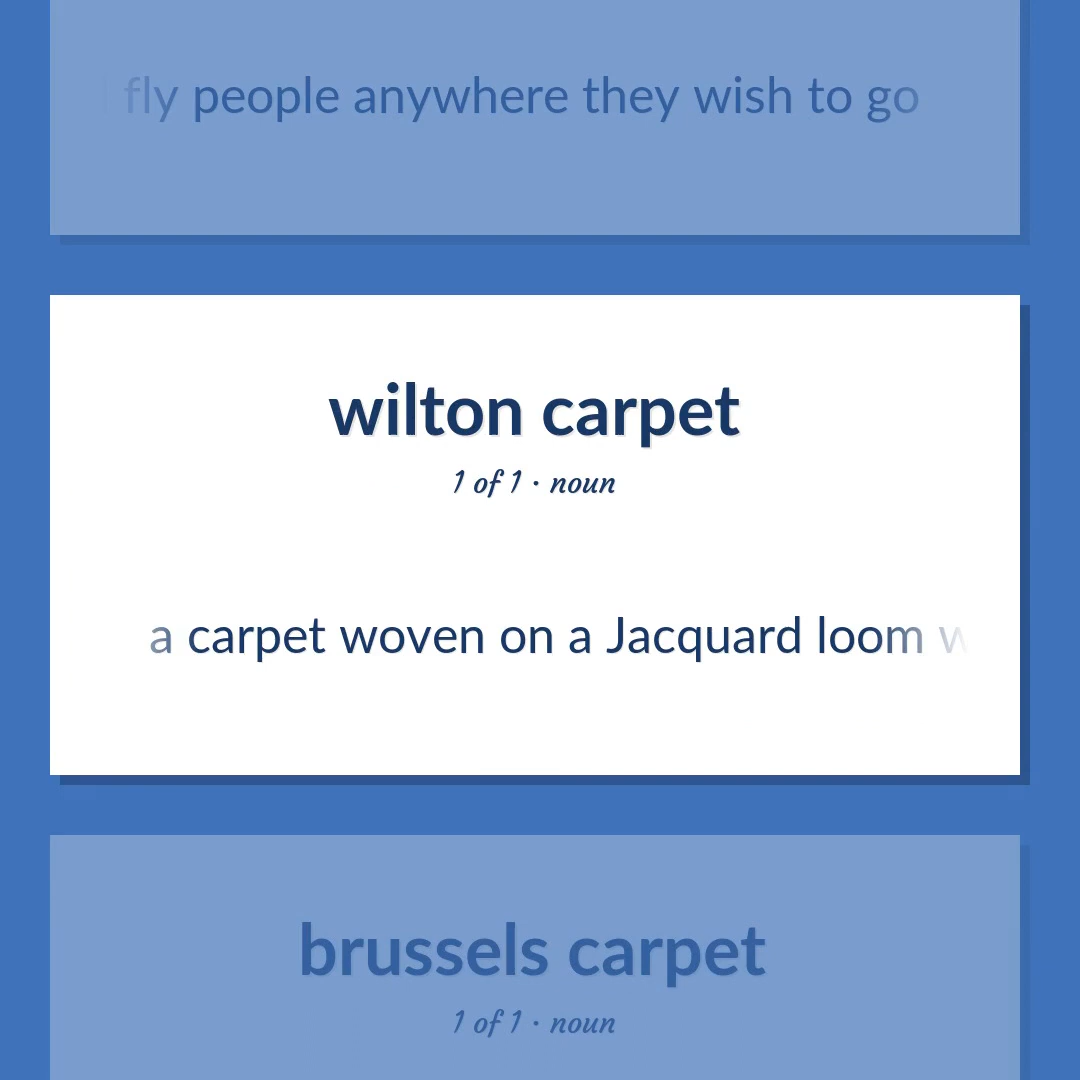 fly people anywhere they wish to go
wilton carpet
1 of 1 · noun
a carpet woven on a Jacquard loom
brussels carpet
1 of 1 · noun